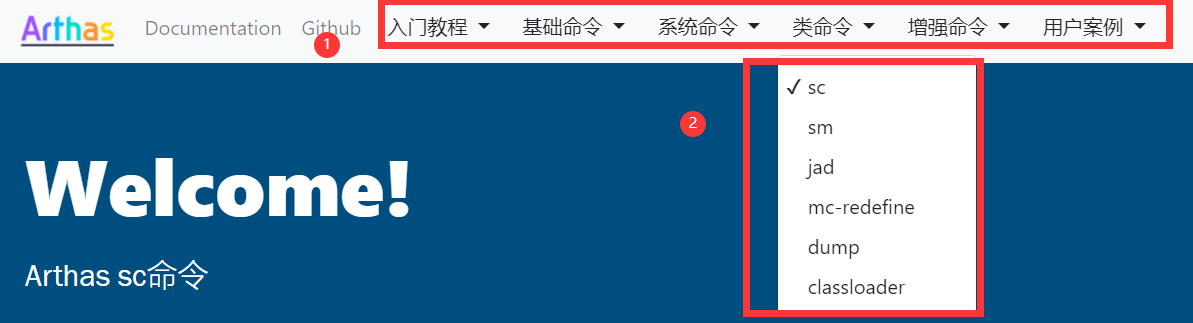 Arthas Documentation Github 入门教程 基础命令 系统命令 类命令 增强命令 用户案例
1
✓ sc
sm
2
jad
mc-redefine
dump
classloader
Welcome!
Arthas sc命令